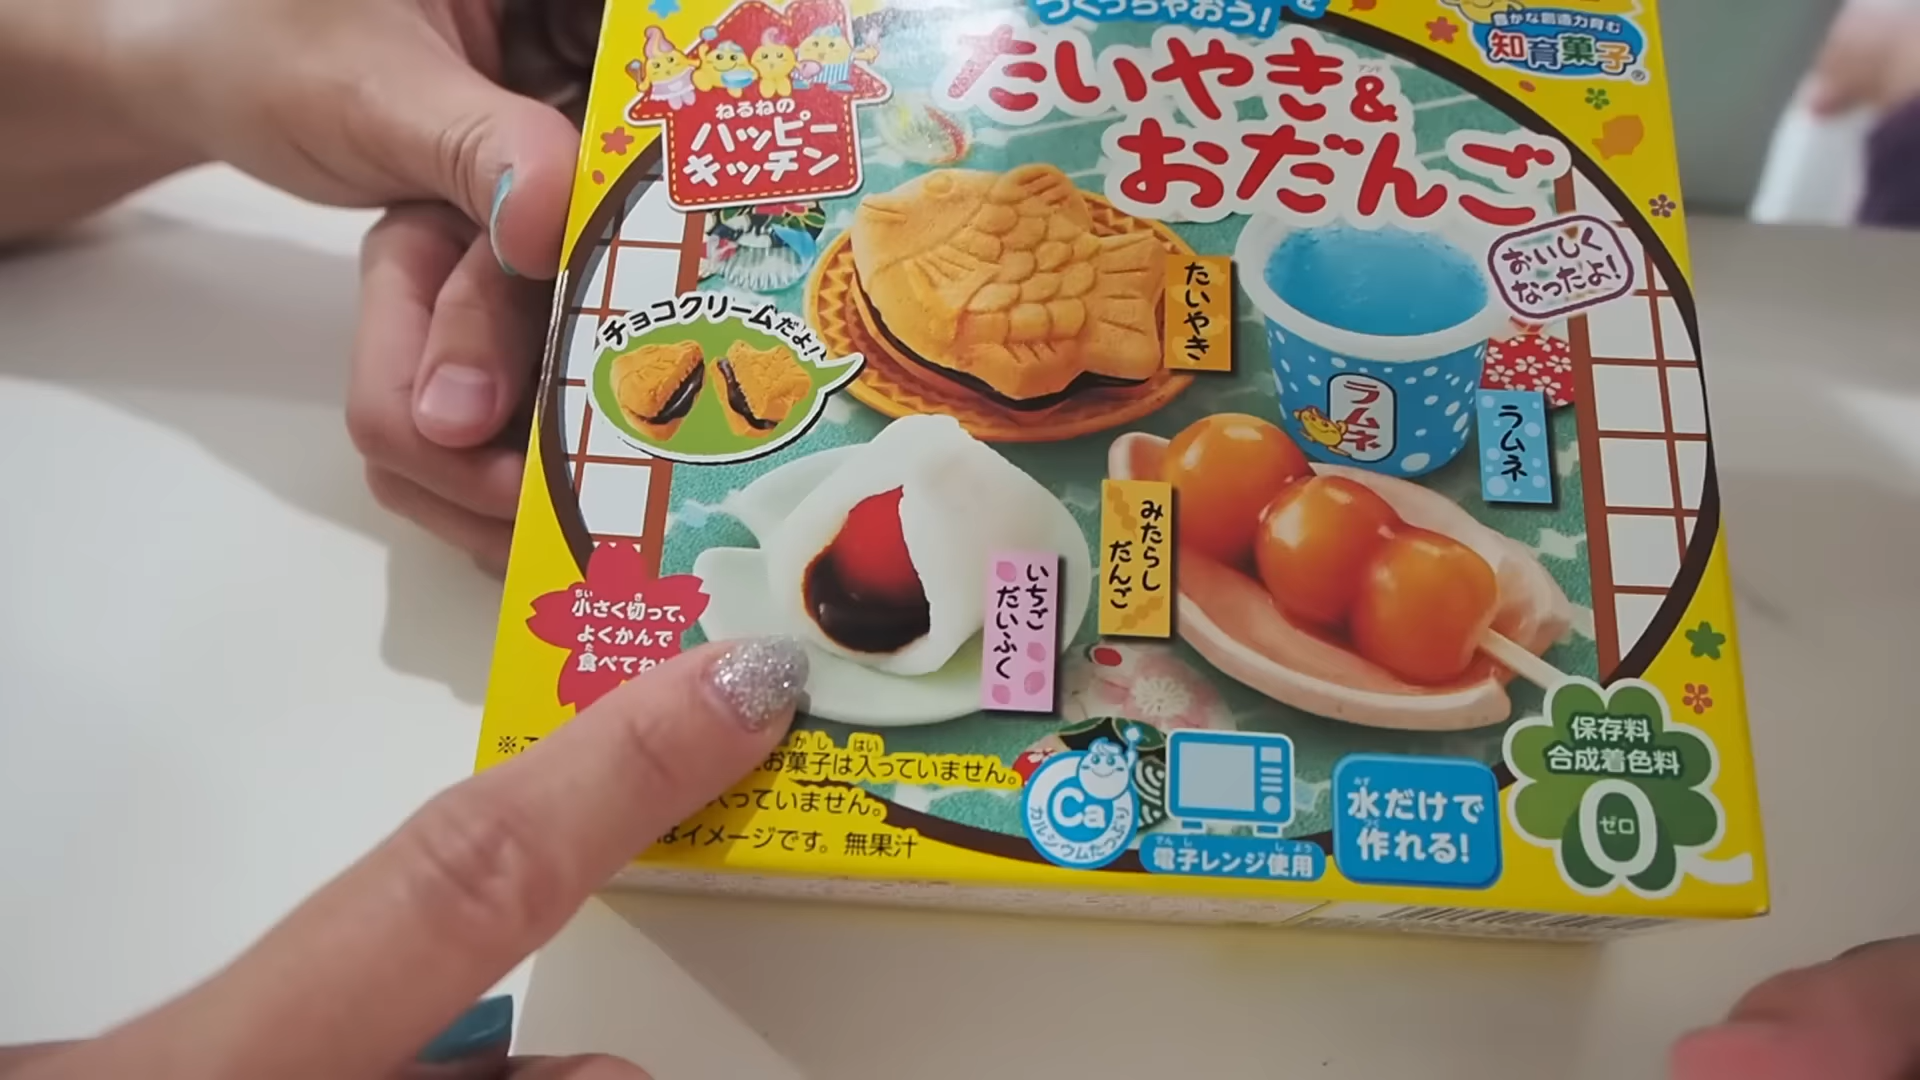 つくっちゃおう!
を
豊かな創造力育む
知育菓子
ねるねの
ハッピー
キッチン
たいやき&
アンド
おだんご
おいしく
なったよ!
チョコクリームだよ!
たいやき
ラムネ
ラムネ
みたらし
だんご
いちご
だいふく
小さく切って、
よくかんで
食べてね!
お菓子は入っていません。
入っていません。
はイメージです。無果汁
Ca
カルシウムたっぷり
電子レンジ使用
水だけで
作れる!
保存料
合成着色料
0
ゼロ